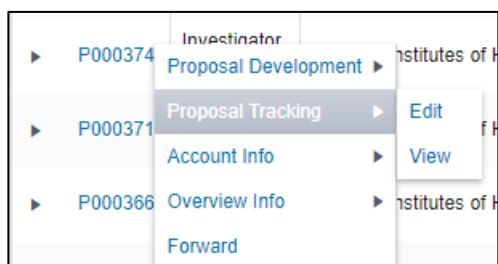 Investigator
P000374
Proposal Development
nstitutes of H
Proposal Tracking
Edit
P000371
f H
Account Info
View
P000366
Overview Info
nstitutes of H
Forward